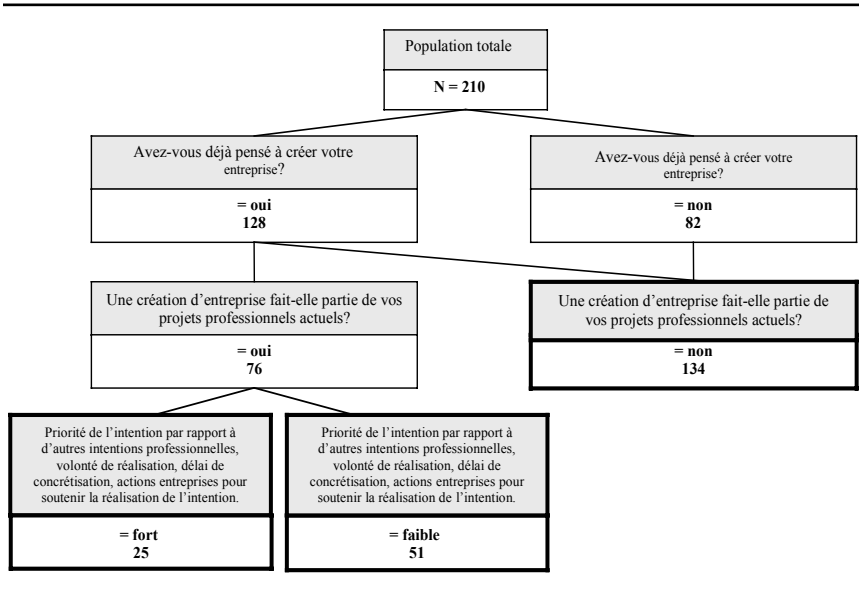 Population totale
N = 210
Avez-vous déjà pensé à créer votre
entreprise?
= oui
128
Avez-vous déjà pensé à créer votre
entreprise?
= non
82
Une création d’entreprise fait-elle partie de vos
projets professionnels actuels?
= oui
76
Une création d’entreprise fait-elle partie de
vos projets professionnels actuels?
= non
134
Priorité de l’intention par rapport à
d’autres intentions professionnelles,
volonté de réalisation, délai de
concrétisation, actions entreprises pour
soutenir la réalisation de l’intention.
= fort
25
Priorité de l’intention par rapport à
d’autres intentions professionnelles,
volonté de réalisation, délai de
concrétisation, actions entreprises pour
soutenir la réalisation de l’intention.
= faible
51